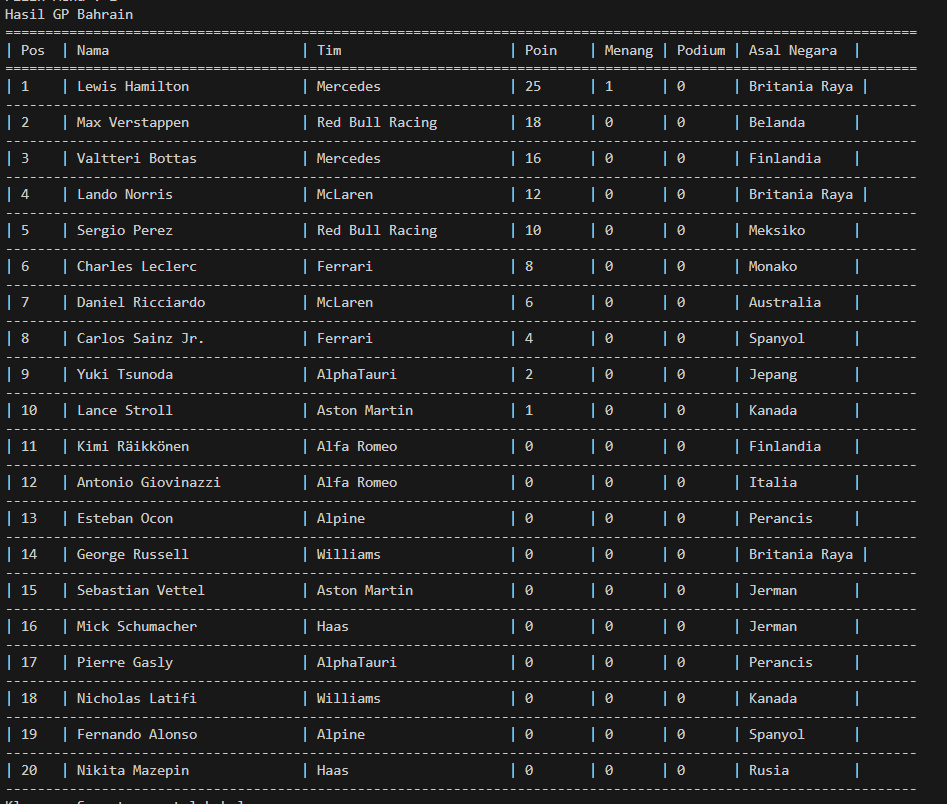 Hasil GP Bahrain
=================================================================================================================
| Pos | Nama | Tim | Poin | Menang | Podium | Asal Negara |
=================================================================================================================
| 1 | Lewis Hamilton | Mercedes | 25 | 1 | 0 | Britania Raya |
| 2 | Max Verstappen | Red Bull Racing | 18 | 0 | 0 | Belanda |
| 3 | Valtteri Bottas | Mercedes | 16 | 0 | 0 | Finlandia |
| 4 | Lando Norris | McLaren | 12 | 0 | 0 | Britania Raya |
| 5 | Sergio Perez | Red Bull Racing | 10 | 0 | 0 | Meksiko |
| 6 | Charles Leclerc | Ferrari | 8 | 0 | 0 | Monako |
| 7 | Daniel Ricciardo | McLaren | 6 | 0 | 0 | Australia |
| 8 | Carlos Sainz Jr. | Ferrari | 4 | 0 | 0 | Spanyol |
| 9 | Yuki Tsunoda | AlphaTauri | 2 | 0 | 0 | Jepang |
| 10 | Lance Stroll | Aston Martin | 1 | 0 | 0 | Kanada |
| 11 | Kimi Räikkönen | Alfa Romeo | 0 | 0 | 0 | Finlandia |
| 12 | Antonio Giovinazzi | Alfa Romeo | 0 | 0 | 0 | Italia |
| 13 | Esteban Ocon | Alpine | 0 | 0 | 0 | Perancis |
| 14 | George Russell | Williams | 0 | 0 | 0 | Britania Raya |
| 15 | Sebastian Vettel | Aston Martin | 0 | 0 | 0 | Jerman |
| 16 | Mick Schumacher | Haas | 0 | 0 | 0 | Jerman |
| 17 | Pierre Gasly | AlphaTauri | 0 | 0 | 0 | Perancis |
| 18 | Nicholas Latifi | Williams | 0 | 0 | 0 | Kanada |
| 19 | Fernando Alonso | Alpine | 0 | 0 | 0 | Spanyol |
| 20 | Nikita Mazepin | Haas | 0 | 0 | 0 | Rusia |